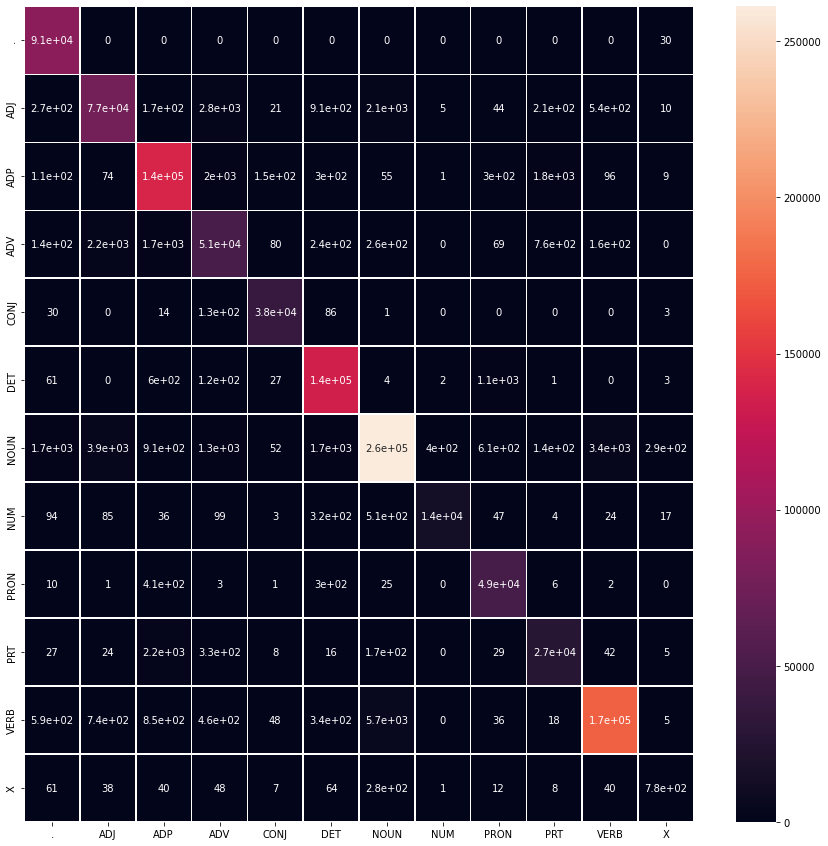 . 9.1e+04 0 0 0 0 0 0 0 0 0 0 30
ADJ 2.7e+02 7.7e+04 1.7e+02 2.8e+03 21 9.1e+02 2.1e+03 5 44 2.1e+02 5.4e+02 10
ADP 1.1e+02 74 1.4e+05 2e+03 1.5e+02 3e+02 55 1 3e+02 1.8e+03 96 9
ADV 1.4e+02 2.2e+03 1.7e+03 5.1e+04 80 2.4e+02 2.6e+02 0 69 7.6e+02 1.6e+02 0
CONJ 30 0 14 1.3e+02 3.8e+04 86 1 0 0 0 0 3
DET 61 0 6e+02 1.2e+02 27 1.4e+05 4 2 1.1e+03 1 0 3
NOUN 1.7e+03 3.9e+03 9.1e+02 1.3e+03 52 1.7e+03 2.6e+05 4e+02 6.1e+02 1.4e+02 3.4e+03 2.9e+02
NUM 94 85 36 99 3 3.2e+02 5.1e+02 1.4e+04 47 4 24 17
PRON 10 1 4.1e+02 3 1 3e+02 25 0 4.9e+04 6 2 0
PRT 27 24 2.2e+03 3.3e+02 8 16 1.7e+02 0 29 2.7e+04 42 5
VERB 5.9e+02 7.4e+02 8.5e+02 4.6e+02 48 3.4e+02 5.7e+03 0 36 18 1.7e+05 5
X 61 38 40 48 7 64 2.8e+02 1 12 8 40 7.8e+02
. ADJ ADP ADV CONJ DET NOUN NUM PRON PRT VERB X
250000
200000
150000
100000
50000
0